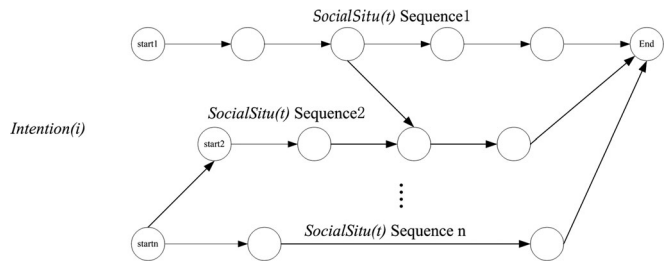 SocialSitu(t) Sequence1
start1
End
SocialSitu(t) Sequence2
Intention(i)
start2
SocialSitu(t) Sequence n
startn